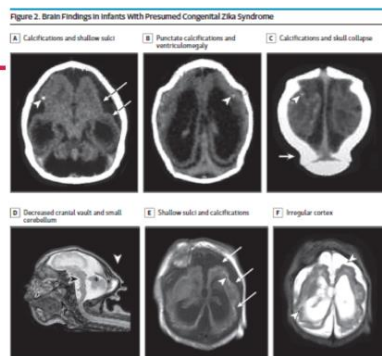 Figure 2. Brain Findings in Infants With Presumed Congenital Zika Syndrome
A Calcifications and shallow sulci
B Punctate calcifications and ventriculomegaly
C Calcifications and skull collapse
D Decreased cranial vault and small cerebellum
E Shallow sulci and calcifications
F Irregular cortex